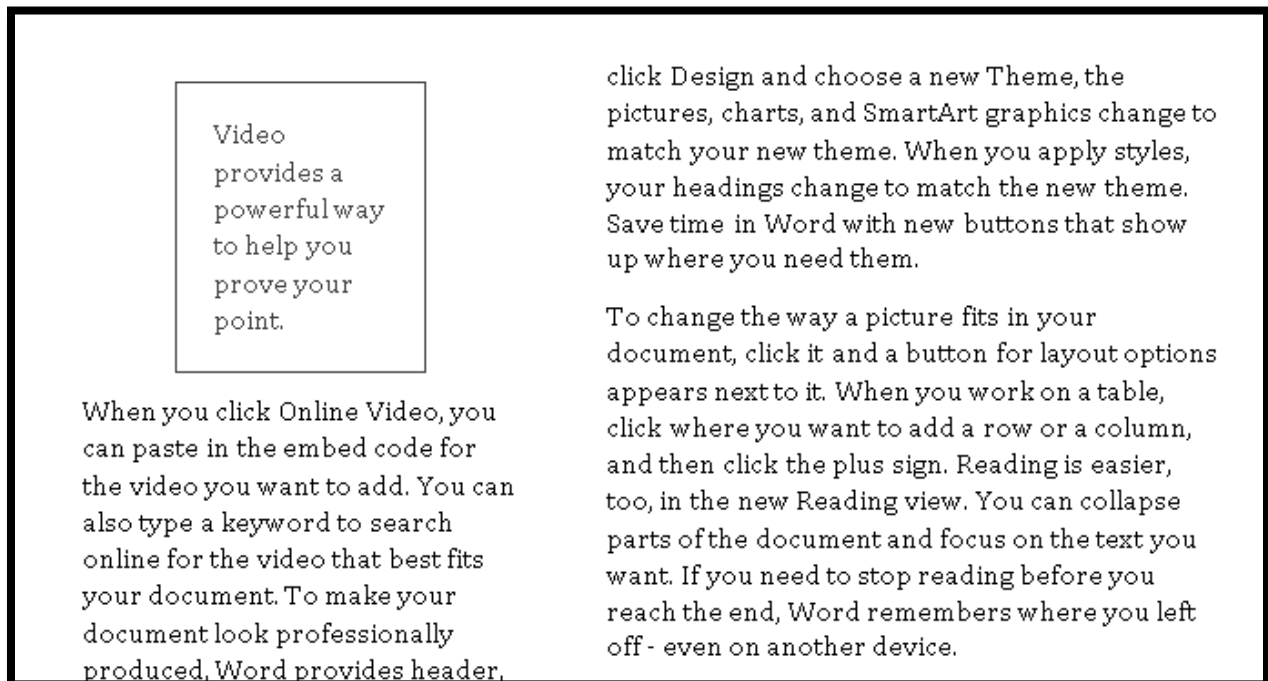 Video
provides a
powerful way
to help you
prove your
point.
When you click Online Video, you
can paste in the embed code for
the video you want to add. You can
also type a keyword to search
online for the video that best fits
your document. To make your
document look professionally
produced, Word provides header,
click Design and choose a new Theme, the
pictures, charts, and SmartArt graphics change to
match your new theme. When you apply styles,
your headings change to match the new theme.
Save time in Word with new buttons that show
up where you need them.
To change the way a picture fits in your
document, click it and a button for layout options
appears next to it. When you work on a table,
click where you want to add a row or a column,
and then click the plus sign. Reading is easier,
too, in the new Reading view. You can collapse
parts of the document and focus on the text you
want. If you need to stop reading before you
reach the end, Word remembers where you left
off - even on another device.